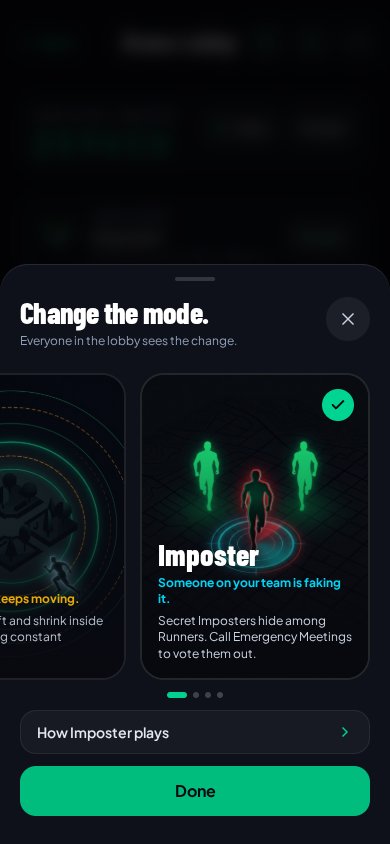 Change the mode.
Everyone in the lobby sees the change.
keeps moving.
ft and shrink inside
g constant
Imposter
Someone on your team is faking
it.
Secret Imposters hide among
Runners. Call Emergency Meetings
to vote them out.
How Imposter plays
Done